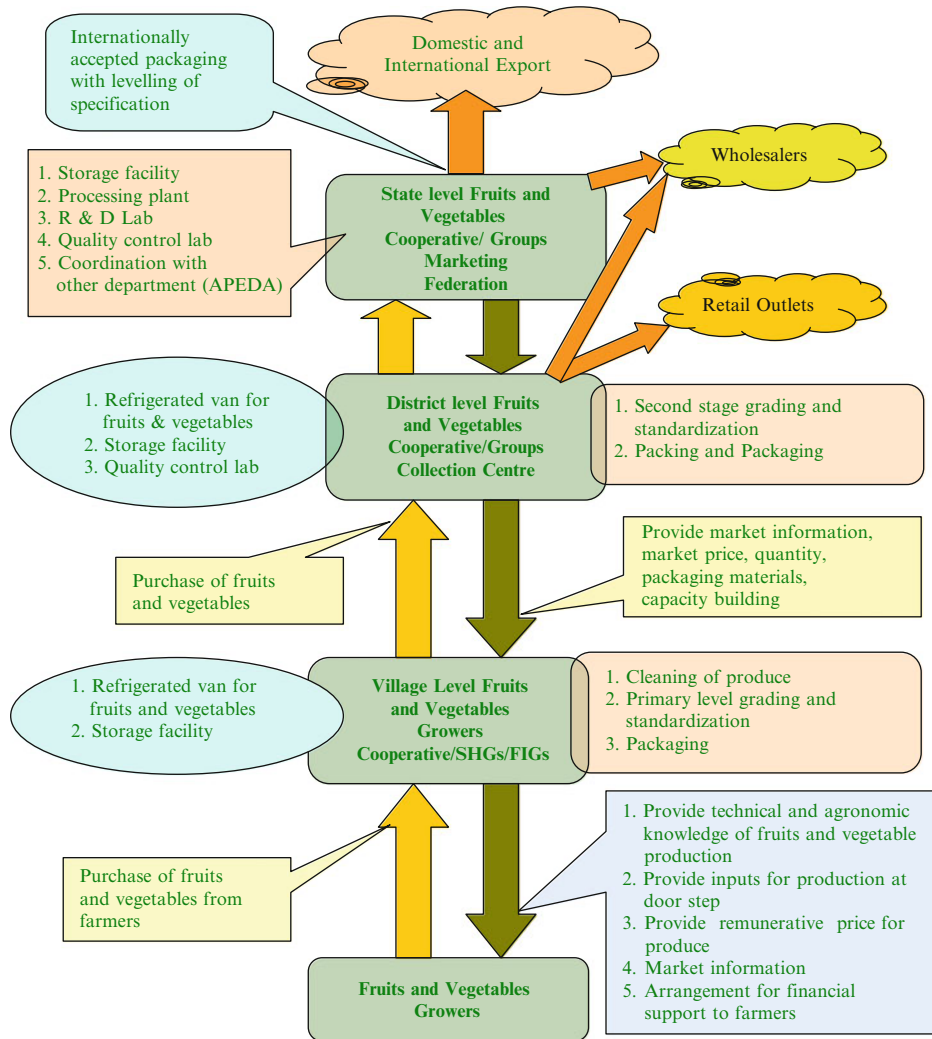 Internationally
accepted packaging
with levelling of
specification
Domestic and
International Export
Wholesalers
1. Storage facility
2. Processing plant
3. R & D Lab
4. Quality control lab
5. Coordination with
other department (APEDA)
State level Fruits and
Vegetables
Cooperative/ Groups
Marketing
Federation
Retail Outlets
1. Refrigerated van for
fruits & vegetables
2. Storage facility
3. Quality control lab
District level Fruits
and Vegetables
Cooperative/Groups
Collection Centre
1. Second stage grading and
standardization
2. Packing and Packaging
Purchase of fruits
and vegetables
Provide market information,
market price, quantity,
packaging materials,
capacity building
1. Refrigerated van for
fruits and vegetables
2. Storage facility
Village Level Fruits
and Vegetables
Growers
Cooperative/SHGs/FIGs
1. Cleaning of produce
2. Primary level grading and
standardization
3. Packaging
Purchase of fruits
and vegetables from
farmers
1. Provide technical and agronomic
knowledge of fruits and vegetable
production
2. Provide inputs for production at
door step
3. Provide remunerative price for
produce
4. Market information
5. Arrangement for financial
support to farmers
Fruits and Vegetables
Growers